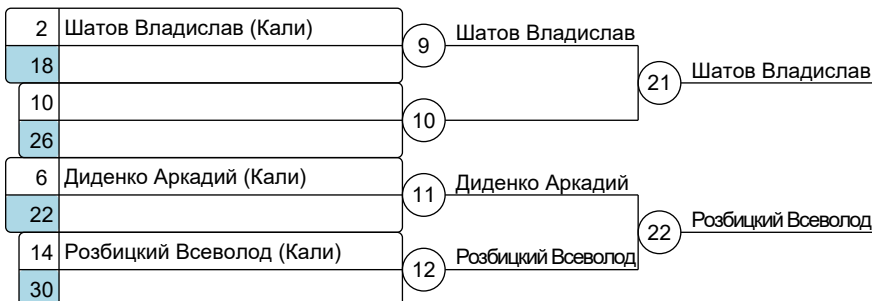 2 Шатов Владислав (Кали)
18
10
26
6 Диденко Аркадий (Кали)
22
14 Розбицкий Всеволод (Кали)
30
9 Шатов Владислав
10
11 Диденко Аркадий
12 Розбицкий Всеволод
21 Шатов Владислав
22 Розбицкий Всеволод